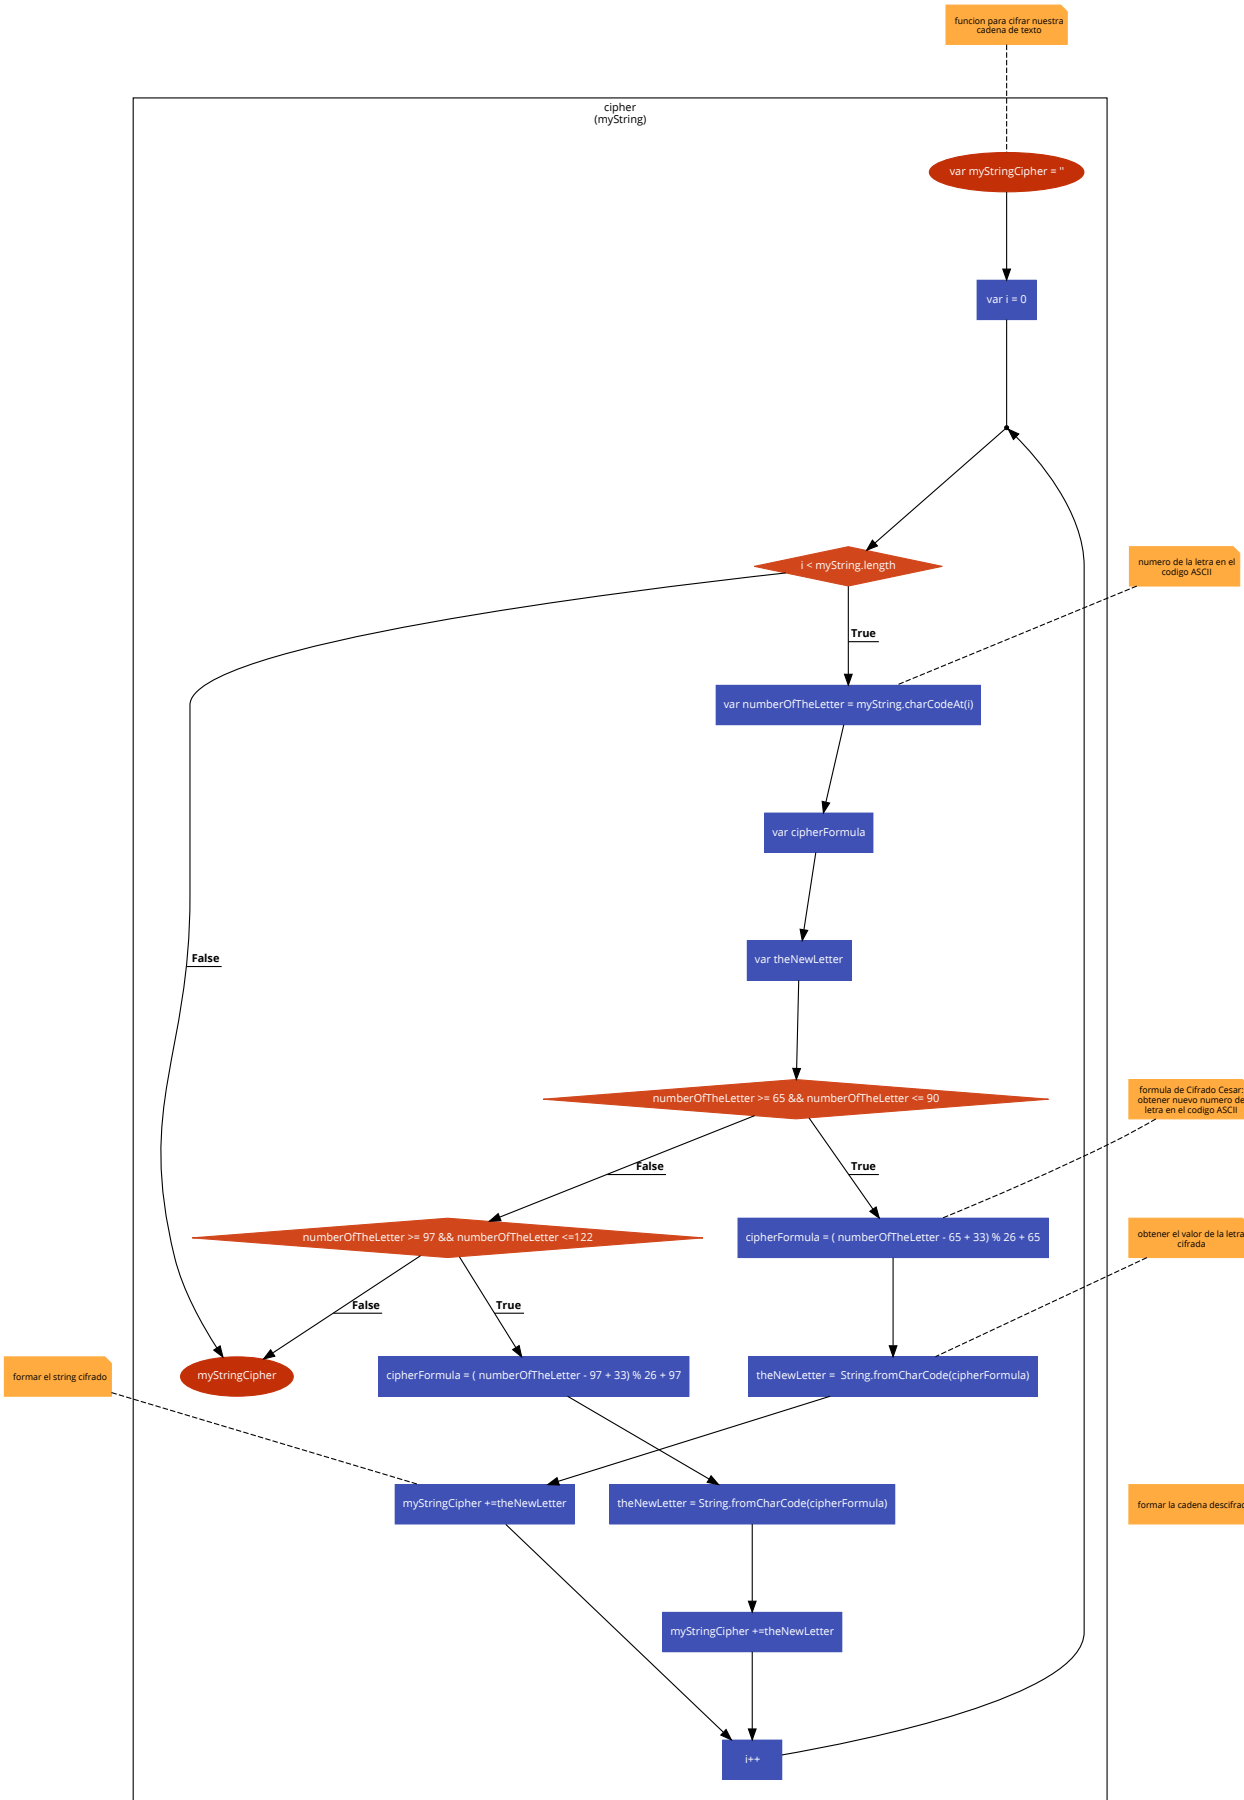 funcion para cifrar nuestra
cadena de texto
cipher
(myString)
var myStringCipher = ''
var i = 0
i < myString.length
numero de la letra en el
codigo ASCII
True
var numberOfTheLetter = myString.charCodeAt(i)
var cipherFormula
var theNewLetter
False
numberOfTheLetter >= 65 && numberOfTheLetter <= 90
formula de Cifrado Cesar:
obtener nuevo numero de
letra en el codigo ASCII
False
True
numberOfTheLetter >= 97 && numberOfTheLetter <=122
cipherFormula = ( numberOfTheLetter - 65 + 33) % 26 + 65
obtener el valor de la letra
cifrada
False
True
formar el string cifrado
myStringCipher
cipherFormula = ( numberOfTheLetter - 97 + 33) % 26 + 97
theNewLetter = String.fromCharCode(cipherFormula)
myStringCipher +=theNewLetter
theNewLetter = String.fromCharCode(cipherFormula)
formar la cadena descifrad
myStringCipher +=theNewLetter
i++